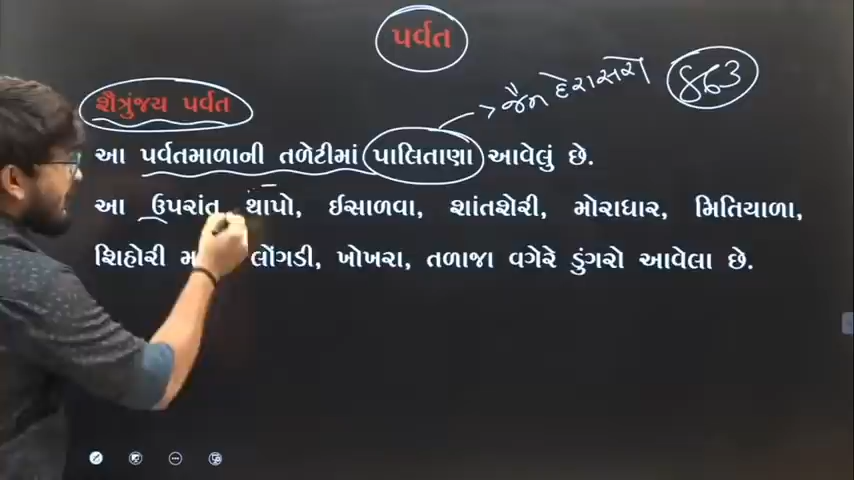 પર્વત
શૈત્રુંજય પર્વત
જૈન દેરાસરો 863
આ પર્વતમાળાની તળેટીમાં પાલિતાણા આવેલું છે.
આ ઉપરાંત થાપો, ઈસાળવા, શાંતશેરી, મોરાધાર, મિતિયાળા,
શિહોરી લોંગડી, ખોખરા, તળાજા વગેરે ડુંગરો આવેલા છે.